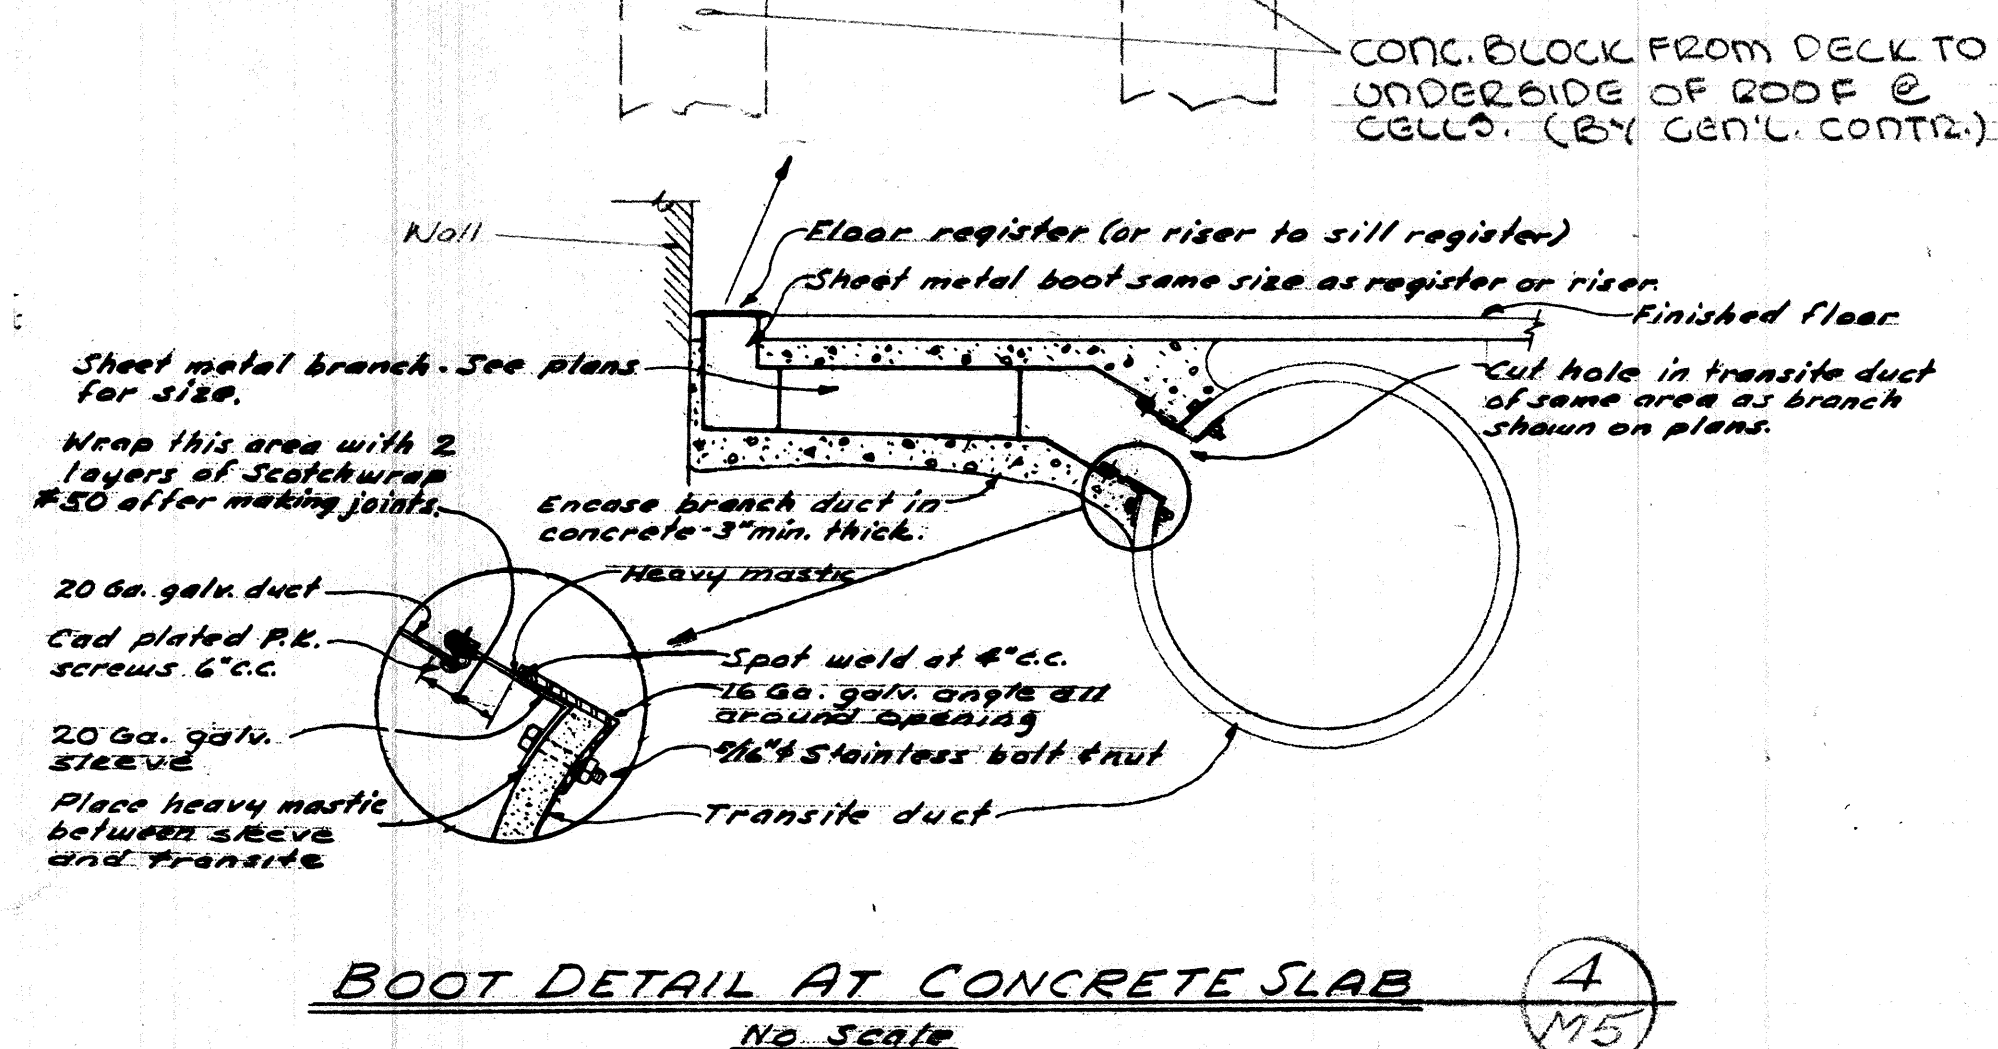 CONC. BLOCK FROM DECK TO
UNDERSIDE OF ROOF @
CELLS. (BY GEN'L. CONTR.)
Wall
Floor register (or riser to sill register)
Sheet metal boot same size as register or riser.
Finished floor
Sheet metal branch. See plans
for size.
Cut hole in transite duct
of same area as branch
shown on plans.
Wrap this area with 2
layers of Scotchwrap
#50 after making joints.
Encase branch duct in
concrete-3" min. thick.
Heavy mastic
20 Ga. galv. duct
Cad plated P.K.
screws 6" c.c.
Spot weld at 4" c.c.
16 Ga. galv. angle all
around opening
20 Ga. galv.
sleeve
5/16"φ Stainless bolt & nut
Place heavy mastic
between sleeve
and transite
Transite duct
BOOT DETAIL AT CONCRETE SLAB
No Scale
4
M5